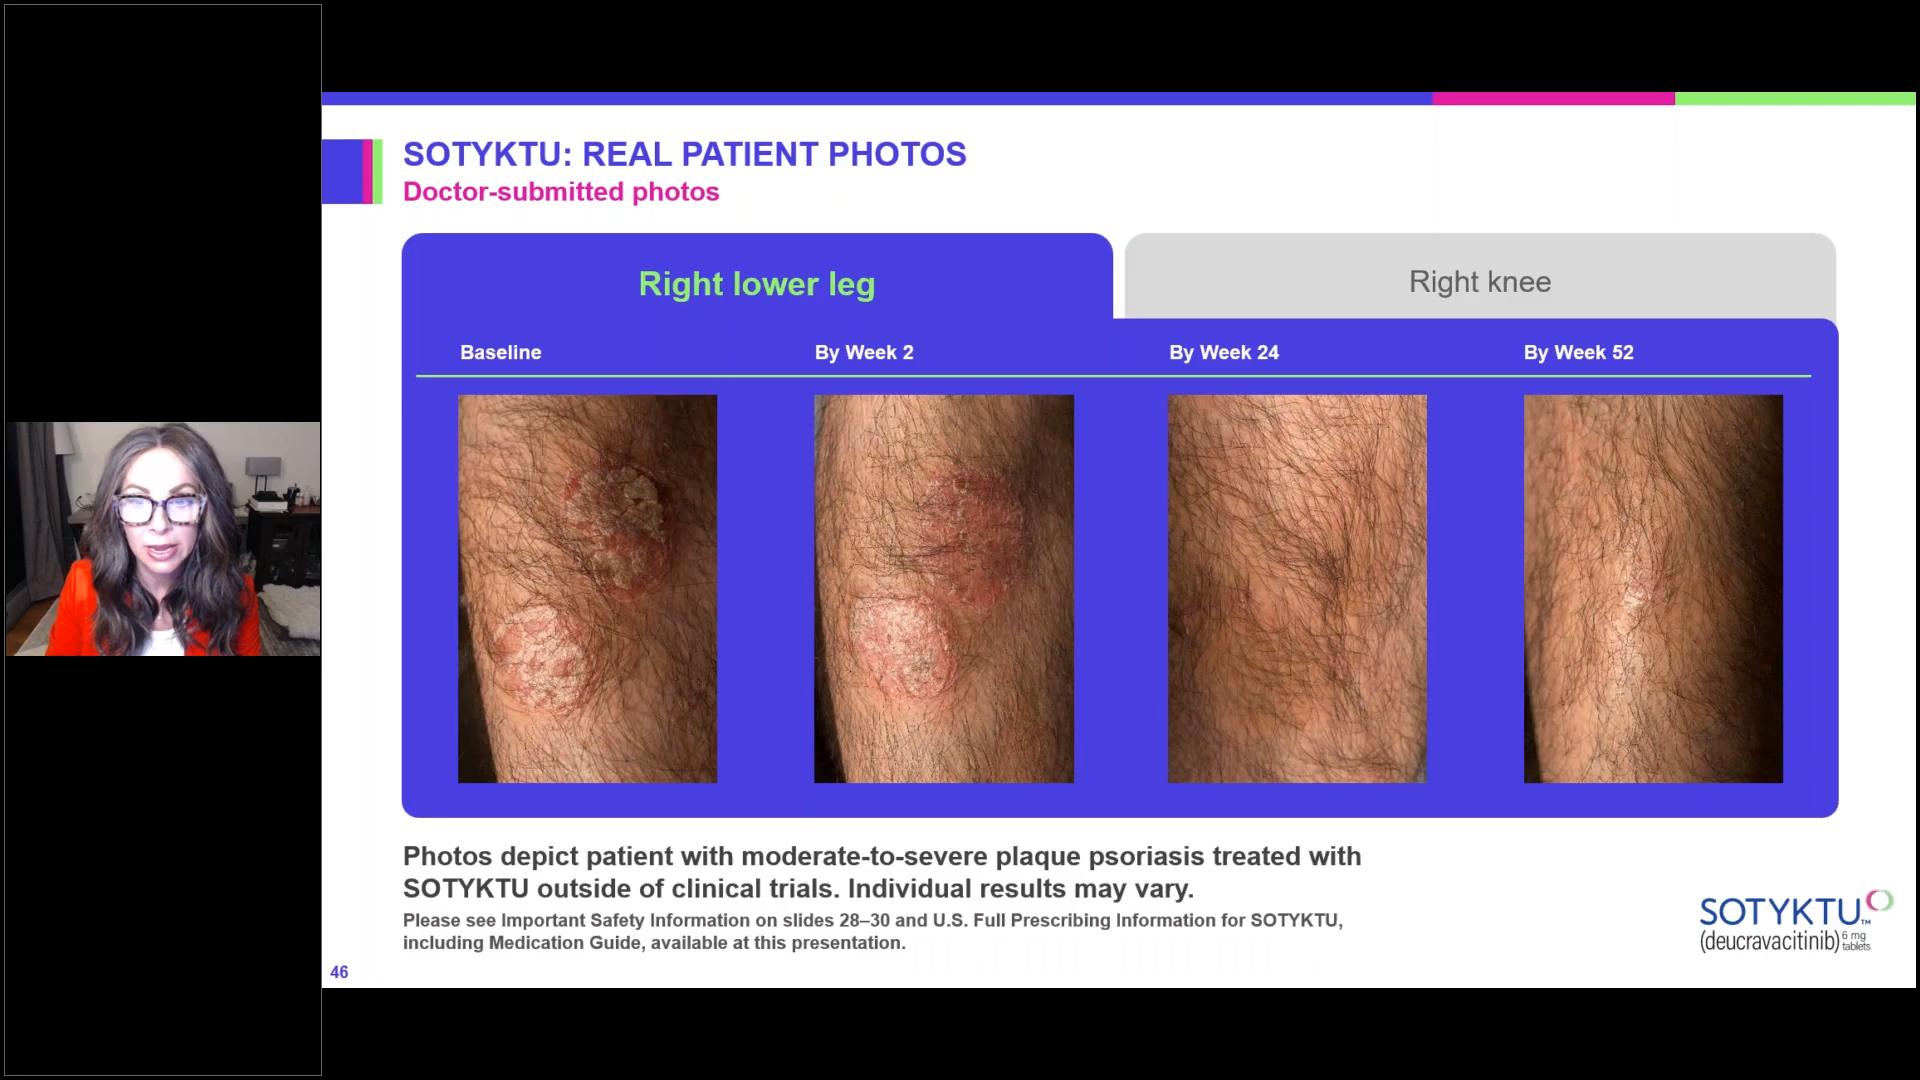 SOTYKTU: REAL PATIENT PHOTOS
Doctor-submitted photos
Right lower leg
Right knee
Baseline
By Week 2
By Week 24
By Week 52
Photos depict patient with moderate-to-severe plaque psoriasis treated with
SOTYKTU outside of clinical trials. Individual results may vary.
Please see Important Safety Information on slides 28–30 and U.S. Full Prescribing Information for SOTYKTU,
including Medication Guide, available at this presentation.
SOTYKTU™
(deucravacitinib) 6 mg
tablets
46